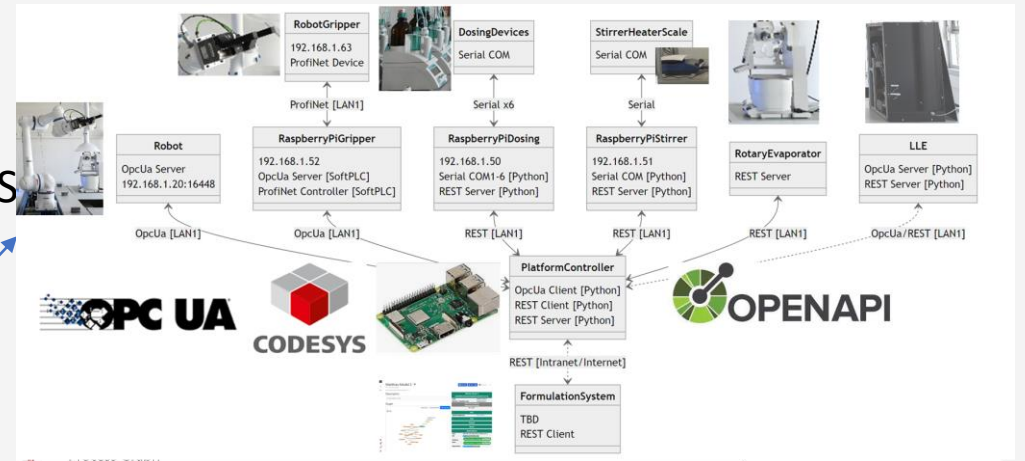 RobotGripper
192.168.1.63
ProfiNet Device
DosingDevices
Serial COM
StirrerHeaterScale
Serial COM
ProfiNet [LAN1]
Serial x6
Serial
Robot
OpcUa Server
192.168.1.20:16448
RaspberryPiGripper
192.168.1.52
OpcUa Server [SoftPLC]
ProfiNet Controller [SoftPLC]
RaspberryPiDosing
192.168.1.50
Serial COM1-6 [Python]
REST Server [Python]
RaspberryPiStirrer
192.168.1.51
Serial COM [Python]
REST Server [Python]
RotaryEvaporator
REST Server
LLE
OpcUa Server [Python]
REST Server [Python]
S
OpcUa [LAN1]
OpcUa [LAN1]
REST [LAN1]
REST [LAN1]
REST [LAN1]
OpcUa/REST [LAN1]
OPC UA
CODESYS
PlatformController
OpcUa Client [Python]
REST Client [Python]
REST Server [Python]
OPENAPI
REST [Intranet/Internet]
FormulationSystem
TBD
REST Client